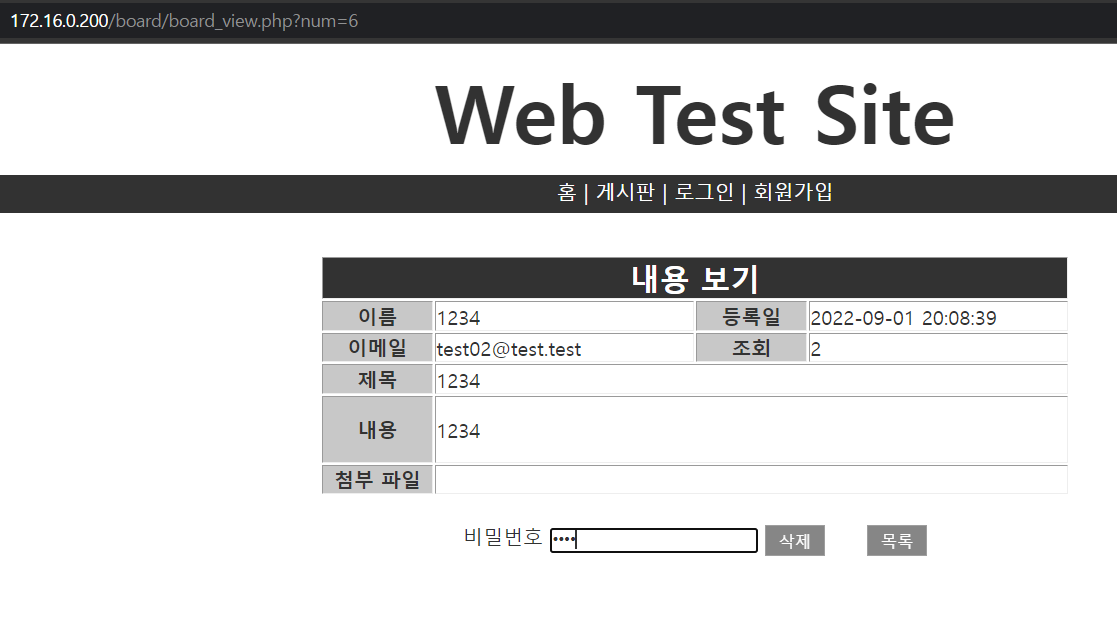 172.16.0.200/board/board_view.php?num=6
Web Test Site
홈 | 게시판 | 로그인 | 회원가입
내용 보기
이름 1234 등록일 2022-09-01 20:08:39
이메일 test02@test.test 조회 2
제목 1234
내용 1234
첨부 파일
비밀번호 •••• 삭제 목록